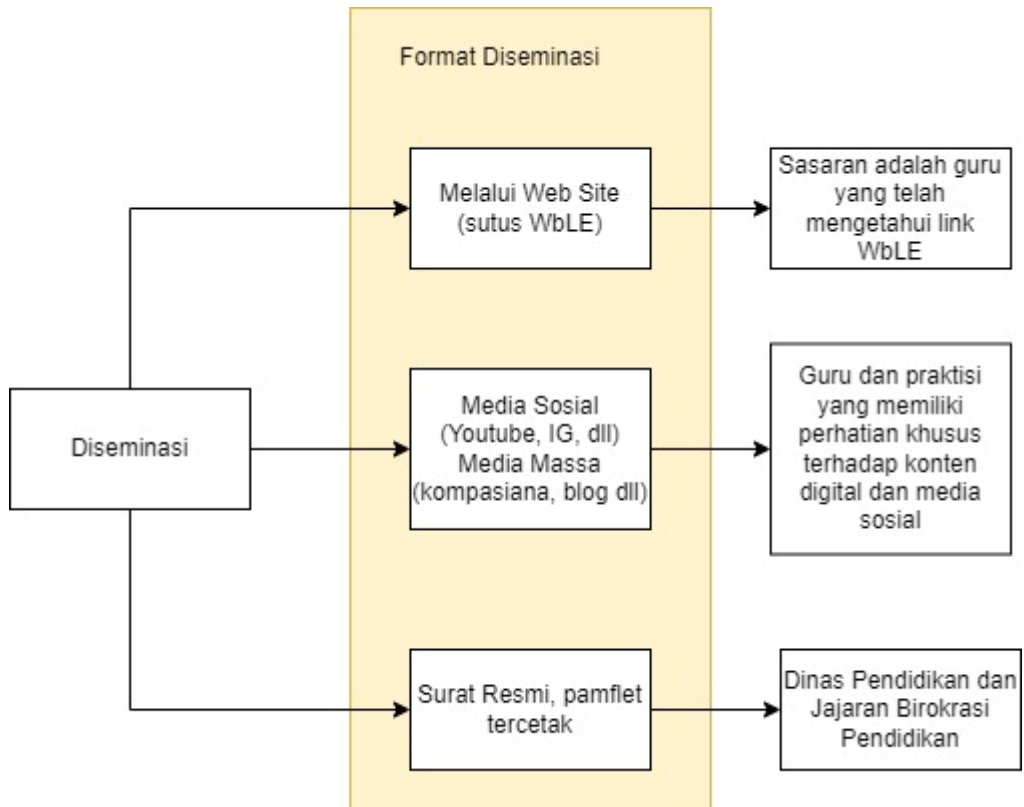 Format Diseminasi
Melalui Web Site
(sutus WbLE)
Sasaran adalah guru
yang telah
mengetahui link
WbLE
Diseminasi
Media Sosial
(Youtube, IG, dll)
Media Massa
(kompasiana, blog dll)
Guru dan praktisi
yang memiliki
perhatian khusus
terhadap konten
digital dan media
sosial
Surat Resmi, pamflet
tercetak
Dinas Pendidikan dan
Jajaran Birokrasi
Pendidikan